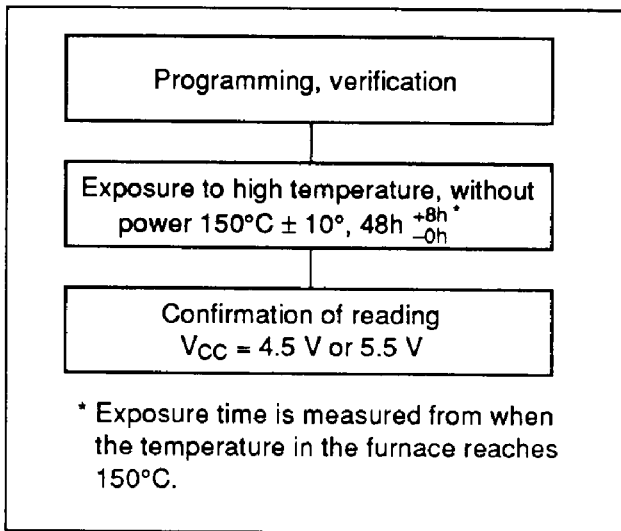 Programming, verification
Exposure to high temperature, without
power 150°C ± 10°, 48h +8h *
−0h
Confirmation of reading
VCC = 4.5 V or 5.5 V
* Exposure time is measured from when
the temperature in the furnace reaches
150°C.